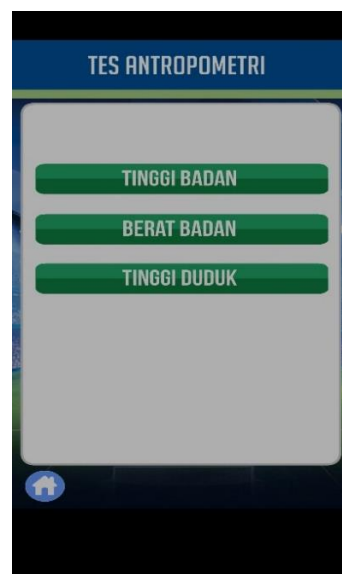 TES ANTROPOMETRI
TINGGI BADAN
BERAT BADAN
TINGGI DUDUK